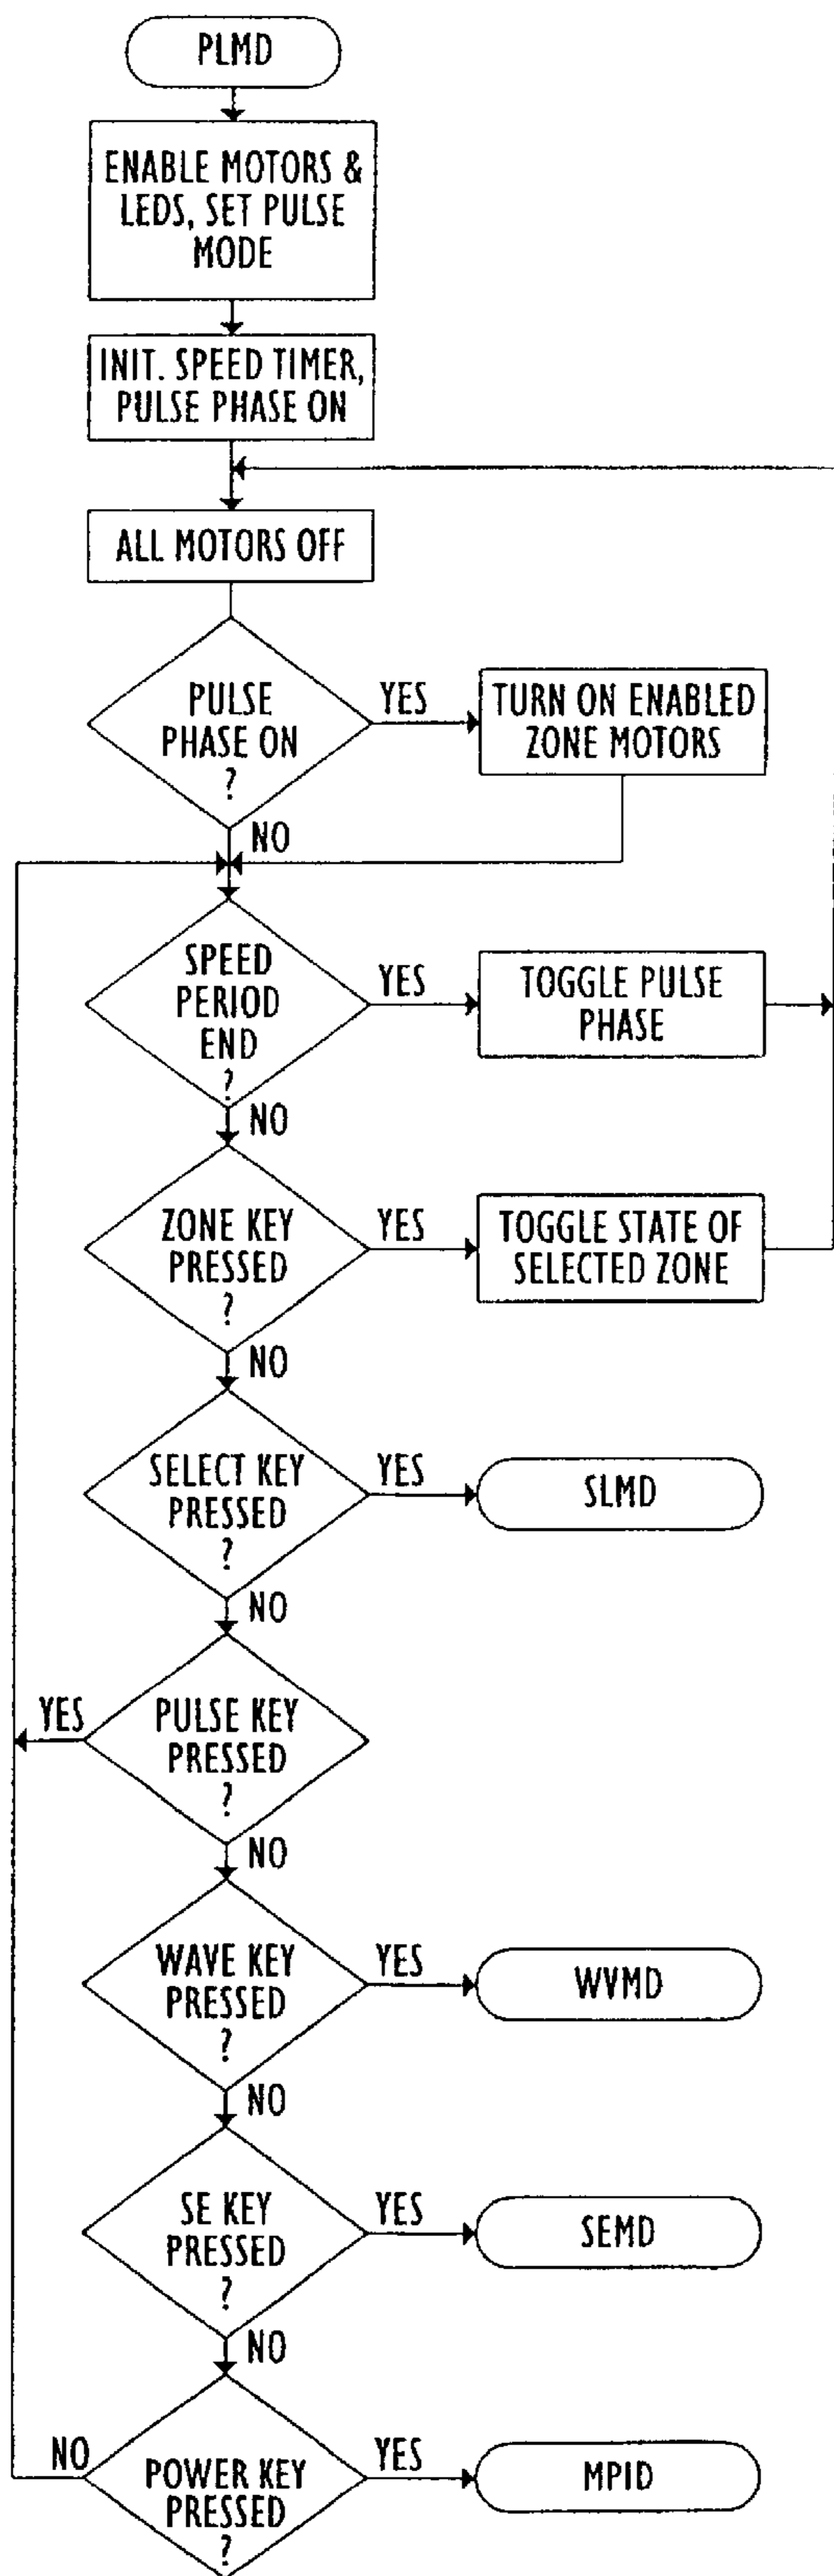 PLMD
ENABLE MOTORS &
LEDS, SET PULSE
MODE
INIT. SPEED TIMER,
PULSE PHASE ON
ALL MOTORS OFF
PULSE
PHASE ON
?
YES
TURN ON ENABLED
ZONE MOTORS
NO
SPEED
PERIOD
END
?
YES
TOGGLE PULSE
PHASE
NO
ZONE KEY
PRESSED
?
YES
TOGGLE STATE OF
SELECTED ZONE
NO
SELECT KEY
PRESSED
?
YES
SLMD
NO
YES
PULSE KEY
PRESSED
?
NO
WAVE KEY
PRESSED
?
YES
WVMD
NO
SE KEY
PRESSED
?
YES
SEMD
NO
NO
POWER KEY
PRESSED
?
YES
MPID